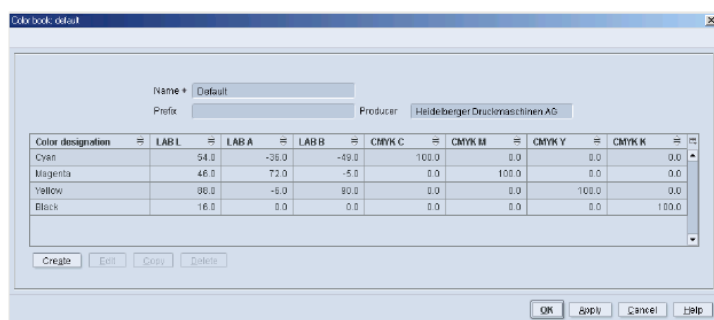 Color book: default
Name * Default
Prefix Producer Heidelberger Druckmaschinen AG
Color designation LAB L LAB A LAB B CMYK C CMYK M CMYK Y CMYK K
Cyan 54.0 -36.0 -49.0 100.0 0.0 0.0 0.0
Magenta 46.0 72.0 -5.0 0.0 100.0 0.0 0.0
Yellow 88.0 -6.0 90.0 0.0 0.0 100.0 0.0
Black 16.0 0.0 0.0 0.0 0.0 0.0 100.0
Create Edit Copy Delete
OK Apply Cancel Help